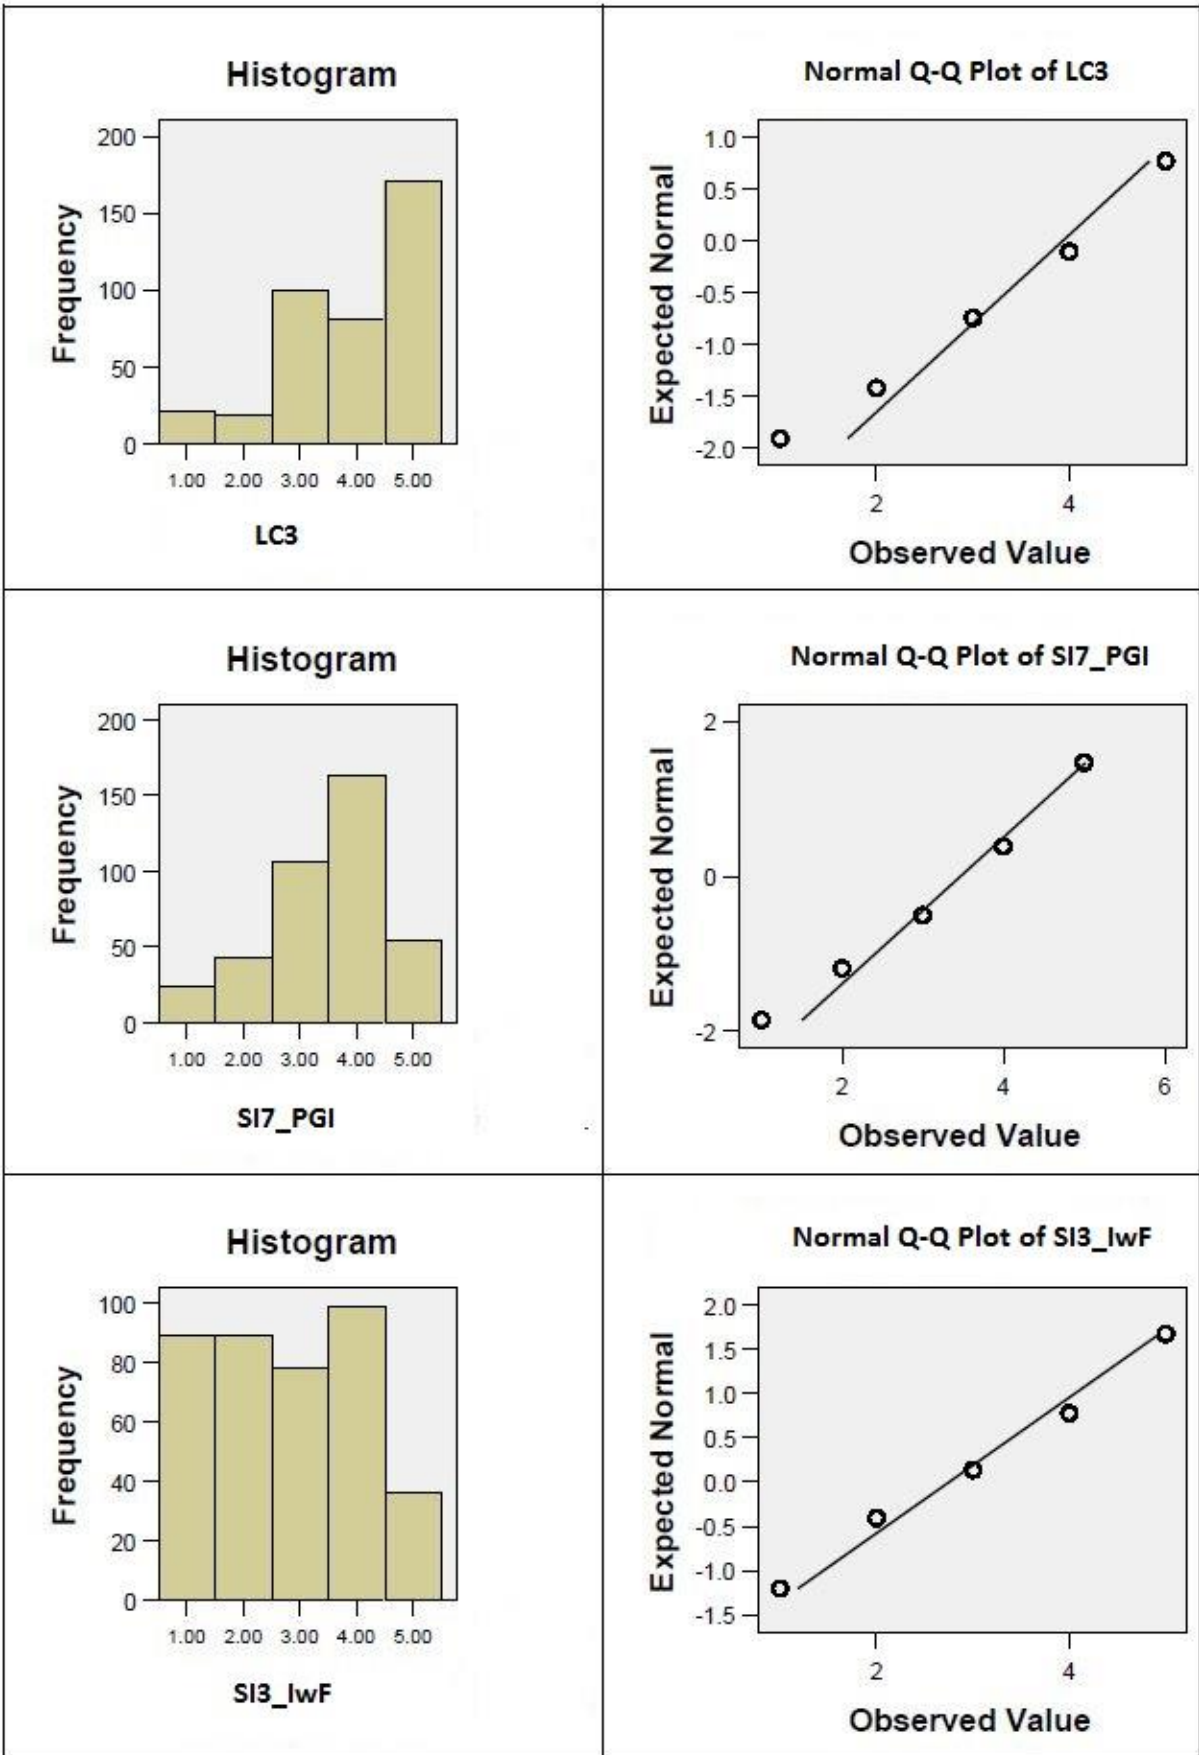 Histogram
Frequency
200
150
100
50
0
1.00 2.00 3.00 4.00 5.00
LC3
Normal Q-Q Plot of LC3
Expected Normal
1.0
0.5
0.0
-0.5
-1.0
-1.5
-2.0
2 4
Observed Value
Histogram
Frequency
200
150
100
50
0
1.00 2.00 3.00 4.00 5.00
SI7_PGI
Normal Q-Q Plot of SI7_PGI
Expected Normal
2
0
-2
2 4 6
Observed Value
Histogram
Frequency
100
80
60
40
20
0
1.00 2.00 3.00 4.00 5.00
SI3_IwF
Normal Q-Q Plot of SI3_IwF
Expected Normal
2.0
1.5
1.0
0.5
0.0
-0.5
-1.0
-1.5
2 4
Observed Value